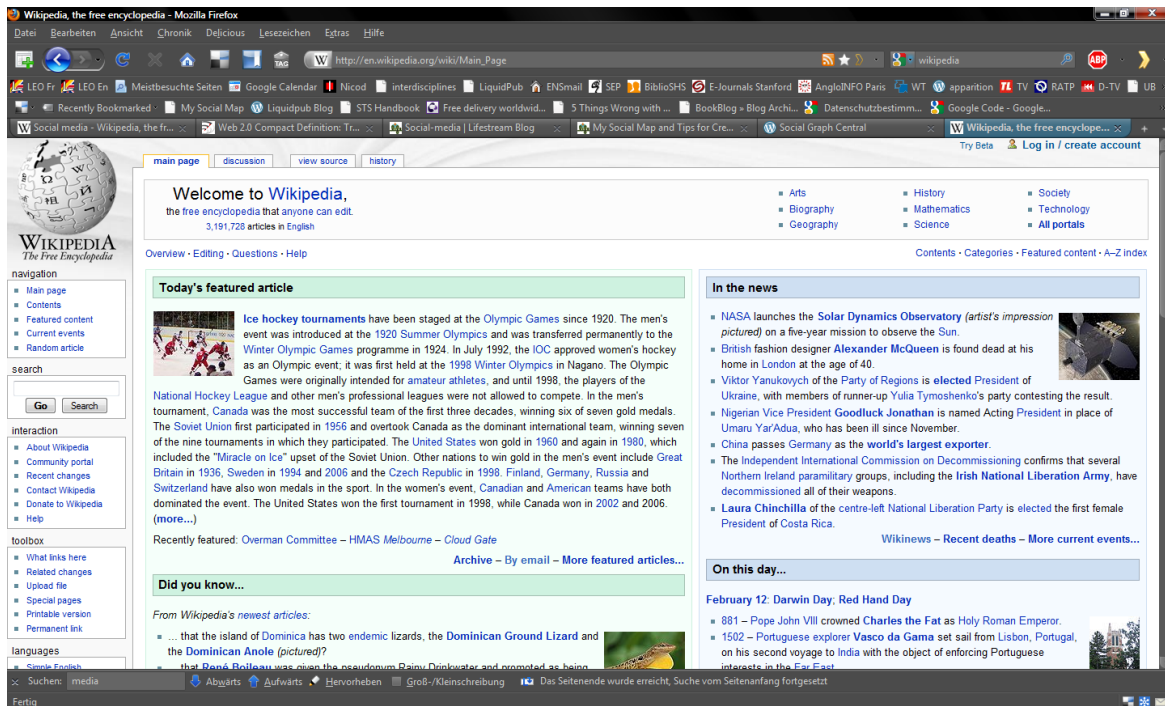 Wikipedia, the free encyclopedia - Mozilla Firefox
Datei Bearbeiten Ansicht Chronik Delicious Lesezeichen Extras Hilfe
TAG W http://en.wikipedia.org/wiki/Main_Page wikipedia ABP
LEO Fr LEO En Meistbesuchte Seiten Google Calendar Nicod interdisciplines LiquidPub ENSmail SEP BiblioSHS E-Journals Stanford AngloINFO Paris WT apparition TV RATP D-TV UB
Recently Bookmarked My Social Map Liquidpub Blog STS Handbook Free delivery worldwid... 5 Things Wrong with ... BookBlog » Blog Archi... Datenschutzbestimm... Google Code - Google...
Social media - Wikipedia, the fr... Web 2.0 Compact Definition: Tr... Social-media | Lifestream Blog My Social Map and Tips for Cre... Social Graph Central Wikipedia, the free encyclope...
Try Beta Log in / create account
main page discussion view source history
Welcome to Wikipedia,
the free encyclopedia that anyone can edit.
3,191,728 articles in English
Arts History Society
Biography Mathematics Technology
Geography Science All portals
WIKIPEDIA
The Free Encyclopedia
navigation
Main page
Contents
Featured content
Current events
Random article
search
Go Search
interaction
About Wikipedia
Community portal
Recent changes
Contact Wikipedia
Donate to Wikipedia
Help
toolbox
What links here
Related changes
Upload file
Special pages
Printable version
Permanent link
languages
Simple English
Overview · Editing · Questions · Help
Contents · Categories · Featured content · A–Z index
Today's featured article
Ice hockey tournaments have been staged at the Olympic Games since 1920. The men's
event was introduced at the 1920 Summer Olympics and was transferred permanently to the
Winter Olympic Games programme in 1924. In July 1992, the IOC approved women's hockey
as an Olympic event; it was first held at the 1998 Winter Olympics in Nagano. The Olympic
Games were originally intended for amateur athletes, and until 1998, the players of the
National Hockey League and other men's professional leagues were not allowed to compete. In the men's
tournament, Canada was the most successful team of the first three decades, winning six of seven gold medals.
The Soviet Union first participated in 1956 and overtook Canada as the dominant international team, winning seven
of the nine tournaments in which they participated. The United States won gold in 1960 and again in 1980, which
included the "Miracle on Ice" upset of the Soviet Union. Other nations to win gold in the men's event include Great
Britain in 1936, Sweden in 1994 and 2006 and the Czech Republic in 1998. Finland, Germany, Russia and
Switzerland have also won medals in the sport. In the women's event, Canadian and American teams have both
dominated the event. The United States won the first tournament in 1998, while Canada won in 2002 and 2006.
(more...)
Recently featured: Overman Committee – HMAS Melbourne – Cloud Gate
Archive – By email – More featured articles...
Did you know...
From Wikipedia's newest articles:
... that the island of Dominica has two endemic lizards, the Dominican Ground Lizard and
the Dominican Anole (pictured)?
... that René Boileau was given the pseudonym Rainy Drinkwater and promoted as being
In the news
NASA launches the Solar Dynamics Observatory (artist's impression
pictured) on a five-year mission to observe the Sun.
British fashion designer Alexander McQueen is found dead at his
home in London at the age of 40.
Viktor Yanukovych of the Party of Regions is elected President of
Ukraine, with members of runner-up Yulia Tymoshenko's party contesting the result.
Nigerian Vice President Goodluck Jonathan is named Acting President in place of
Umaru Yar'Adua, who has been ill since November.
China passes Germany as the world's largest exporter.
The Independent International Commission on Decommissioning confirms that several
Northern Ireland paramilitary groups, including the Irish National Liberation Army, have
decommissioned all of their weapons.
Laura Chinchilla of the centre-left National Liberation Party is elected the first female
President of Costa Rica.
Wikinews – Recent deaths – More current events...
On this day...
February 12: Darwin Day; Red Hand Day
881 – Pope John VIII crowned Charles the Fat as Holy Roman Emperor.
1502 – Portuguese explorer Vasco da Gama set sail from Lisbon, Portugal,
on his second voyage to India with the object of enforcing Portuguese
interests in the Far East.
Suchen: media Abwärts Aufwärts Hervorheben Groß-/Kleinschreibung Das Seitenende wurde erreicht, Suche vom Seitenanfang fortgesetzt
Fertig